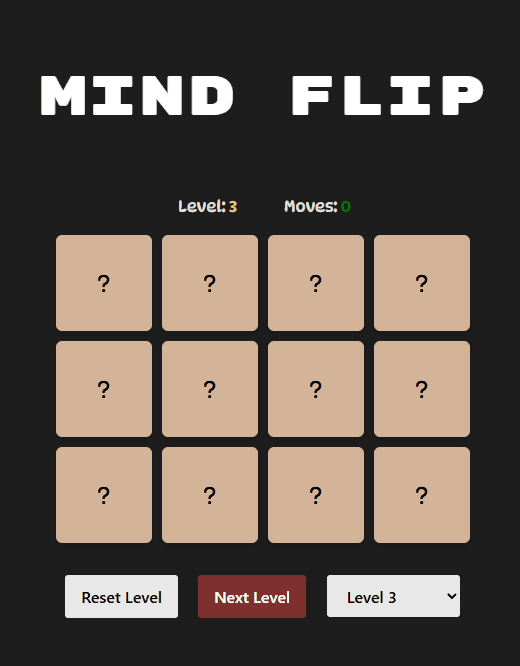 MIND FLIP
Level: 3 Moves: 0
? ? ? ?
? ? ? ?
? ? ? ?
Reset Level Next Level Level 3